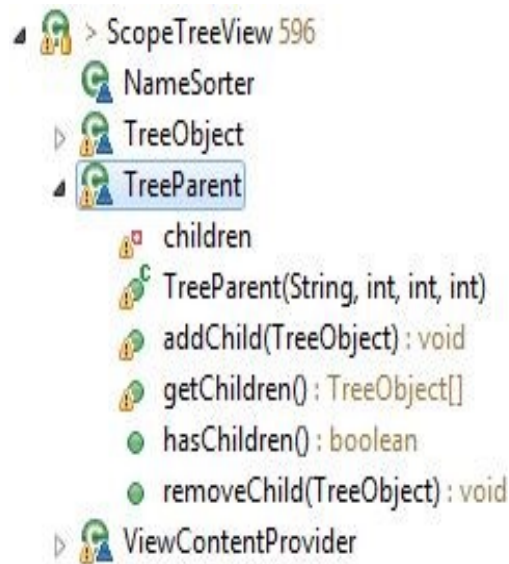 > ScopeTreeView 596
NameSorter
TreeObject
TreeParent
children
TreeParent(String, int, int, int)
addChild(TreeObject) : void
getChildren() : TreeObject[]
hasChildren() : boolean
removeChild(TreeObject) : void
ViewContentProvider